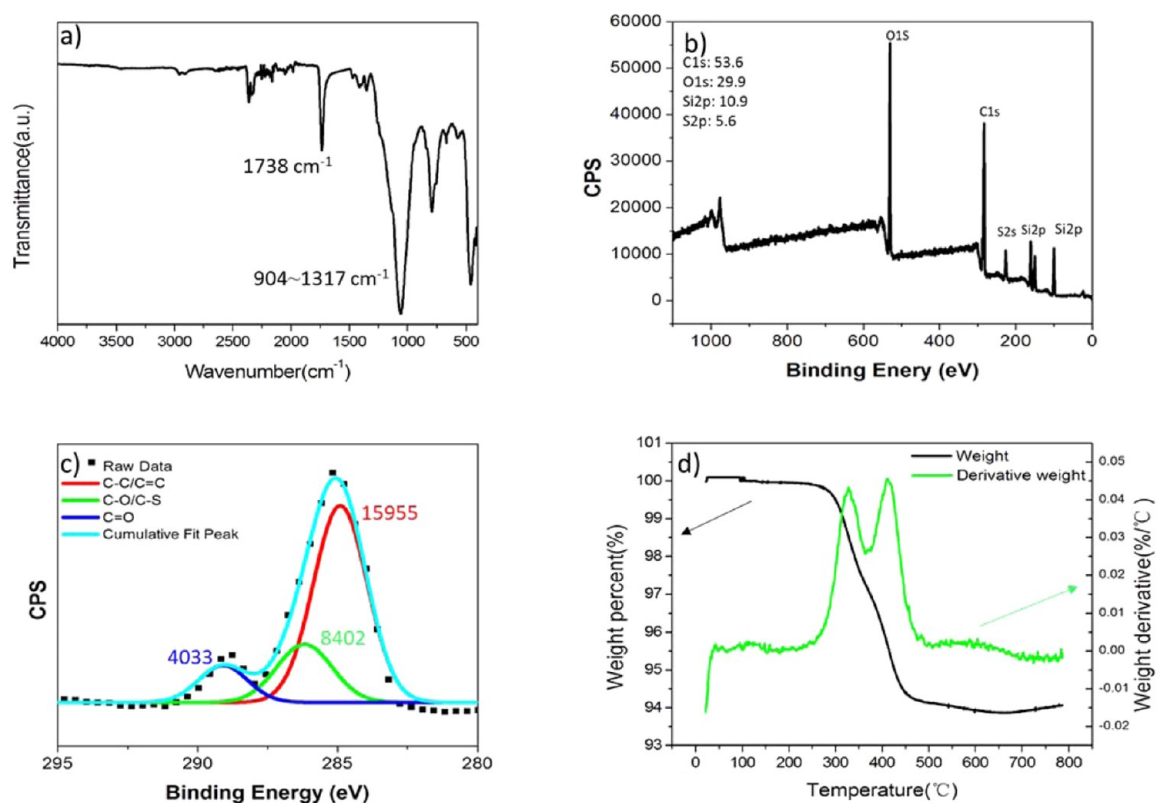 a)
1738 cm⁻¹
904~1317 cm⁻¹
Transmittance(a.u.)
4000 3500 3000 2500 2000 1500 1000 500
Wavenumber(cm⁻¹)
b)
C1s: 53.6
O1s: 29.9
Si2p: 10.9
S2p: 5.6
O1S
C1s
S2s
Si2p
Si2p
CPS
60000
50000
40000
30000
20000
10000
0
1000 800 600 400 200 0
Binding Enery (eV)
c)
Raw Data
C-C/C=C
C-O/C-S
C=O
Cumulative Fit Peak
15955
8402
4033
CPS
295 290 285 280
Binding Energy (eV)
d)
Weight
Derivative weight
Weight percent(%)
101
100
99
98
97
96
95
94
93
0.05
0.04
0.03
0.02
0.01
0.00
-0.01
-0.02
Weight derivative(%/℃)
0 100 200 300 400 500 600 700 800
Temperature(℃)